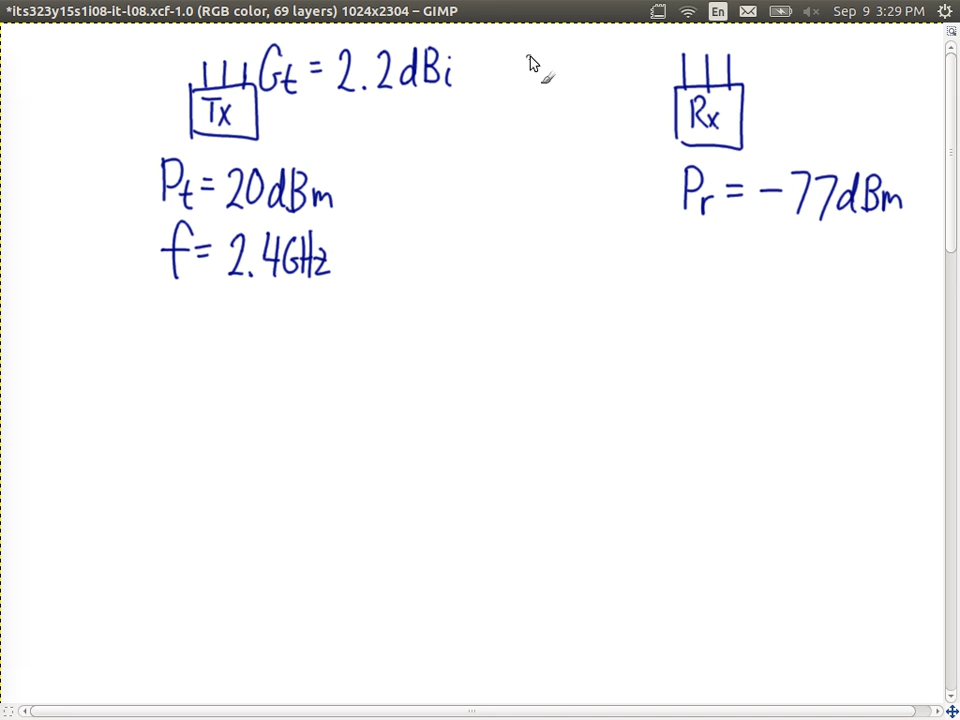 *its323y15s1i08-it-l08.xcf-1.0 (RGB color, 69 layers) 1024x2304 – GIMP
En
Sep 9 3:29 PM
Gt = 2.2dBi
Tx
Rx
Pt = 20dBm
Pr = -77dBm
f = 2.4GHz